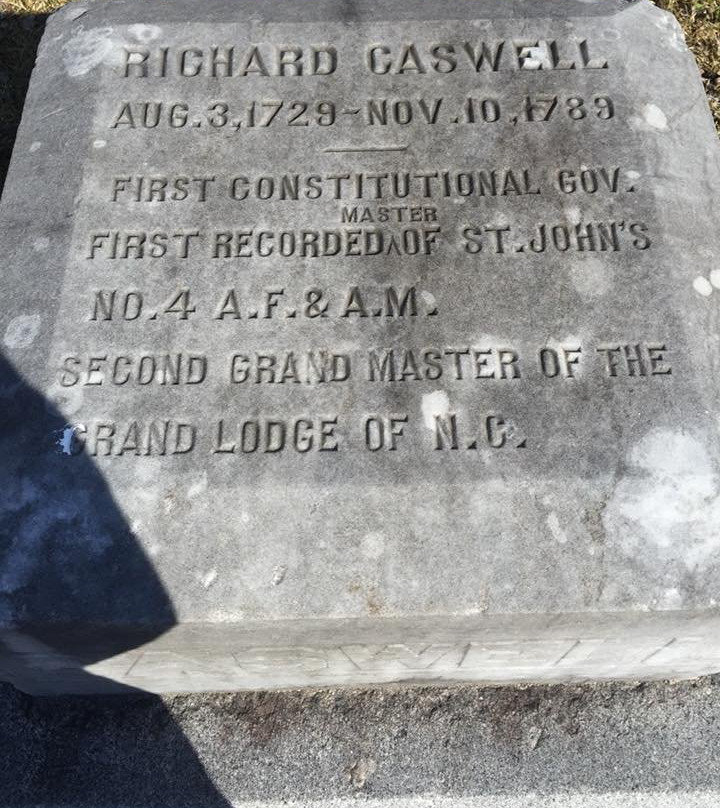 RICHARD CASWELL
AUG.3,1729~NOV.10,1789
FIRST CONSTITUTIONAL GOV.
MASTER
FIRST RECORDED^OF ST.JOHN'S
NO.4 A.F.&A.M.
SECOND GRAND MASTER OF THE
GRAND LODGE OF N.C.
CASWELL